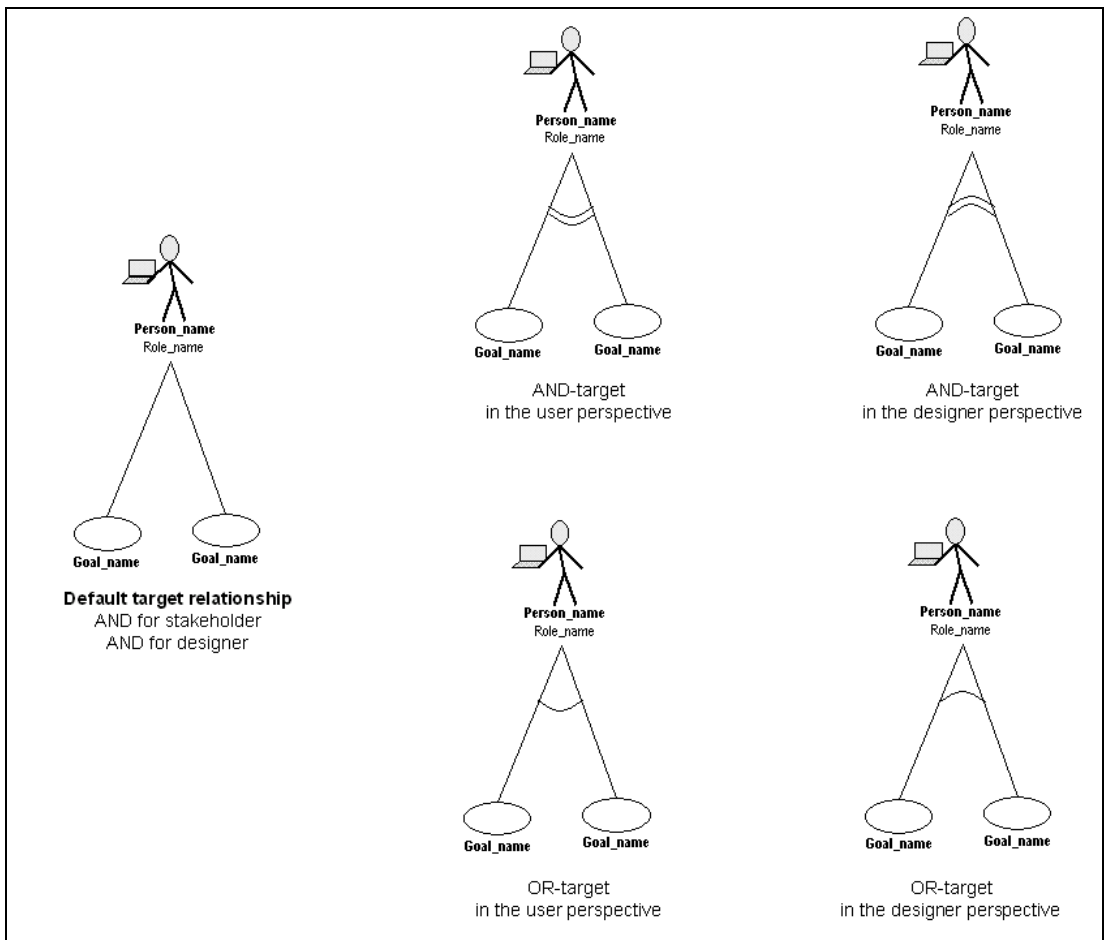 Person_name
Role_name
Goal_name
Goal_name
Default target relationship
AND for stakeholder
AND for designer
Person_name
Role_name
Goal_name
Goal_name
AND-target
in the user perspective
Person_name
Role_name
Goal_name
Goal_name
AND-target
in the designer perspective
Person_name
Role_name
Goal_name
Goal_name
OR-target
in the user perspective
Person_name
Role_name
Goal_name
Goal_name
OR-target
in the designer perspective